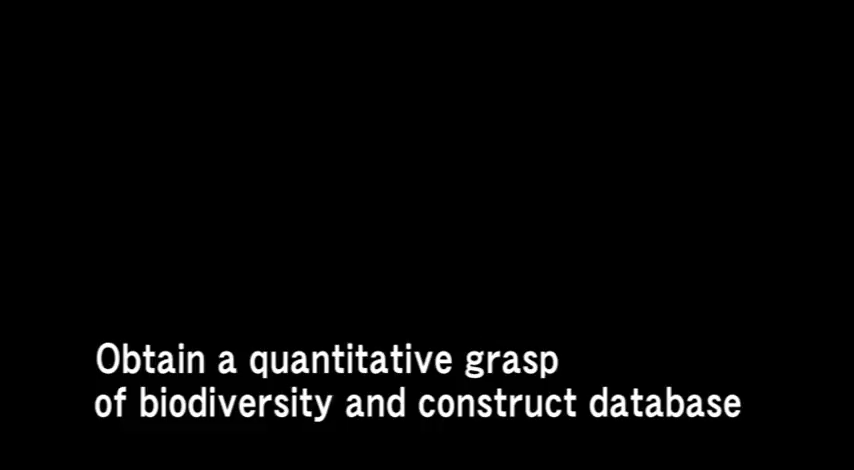 Obtain a quantitative grasp
of biodiversity and construct database